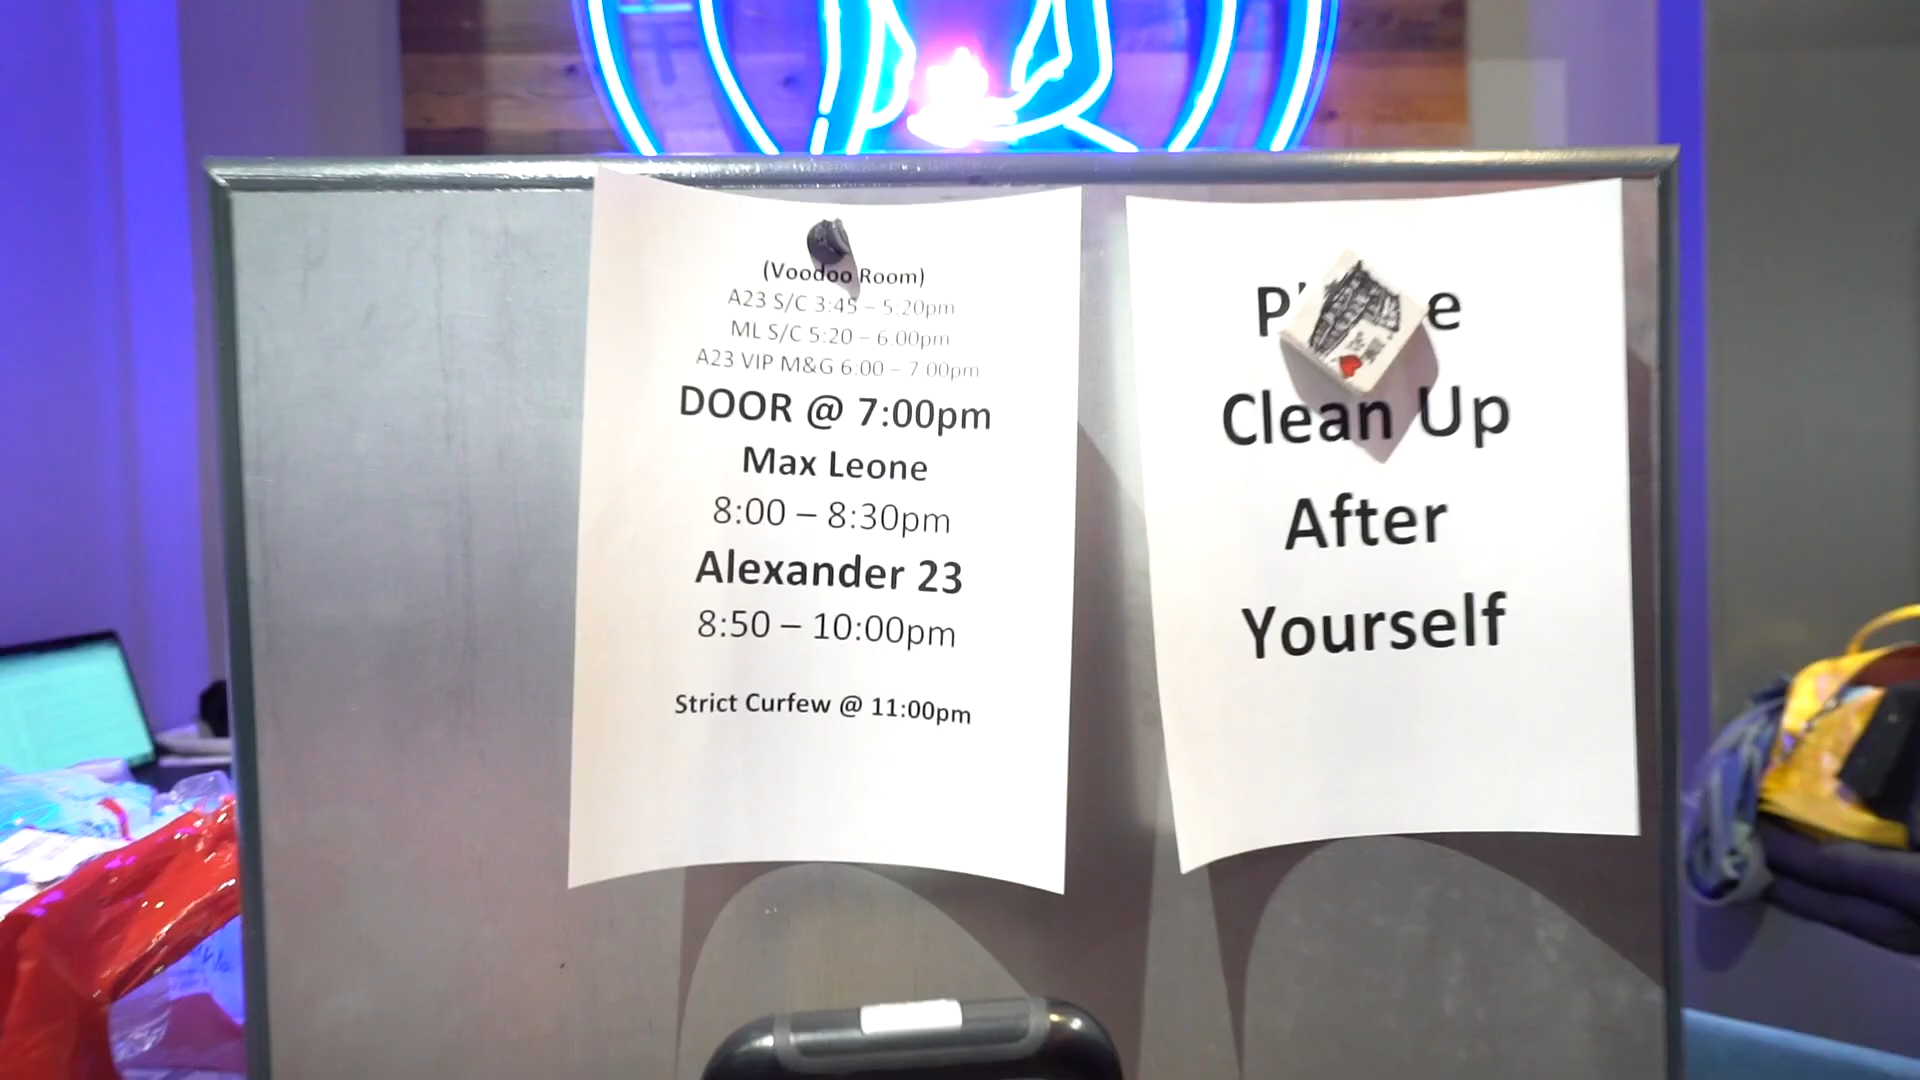 (Voodoo Room)
A23 S/C 3:45 – 5:20pm
ML S/C 5:20 – 6:00pm
A23 VIP M&G 6:00 – 7:00pm
DOOR @ 7:00pm
Max Leone
8:00 – 8:30pm
Alexander 23
8:50 – 10:00pm
Strict Curfew @ 11:00pm
Clean Up
After
Yourself